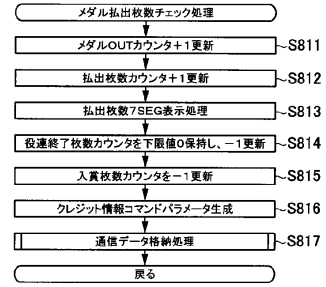 メダル払出枚数チェック処理
メダルOUTカウンタ+1更新 S811
払出枚数カウンタ+1更新 S812
払出枚数7SEG表示処理 S813
役連終了枚数カウンタを下限値0保持し、-1更新 S814
入賞枚数カウンタを-1更新 S815
クレジット情報コマンドパラメータ生成 S816
通信データ格納処理 S817
戻る